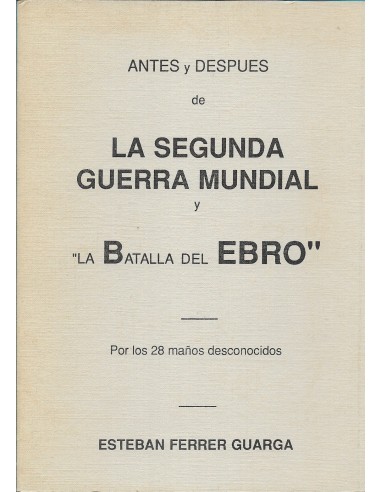 ANTES y DESPUES
de
LA SEGUNDA
GUERRA MUNDIAL
y
"LA BATALLA DEL EBRO"
Por los 28 maños desconocidos
ESTEBAN FERRER GUARGA